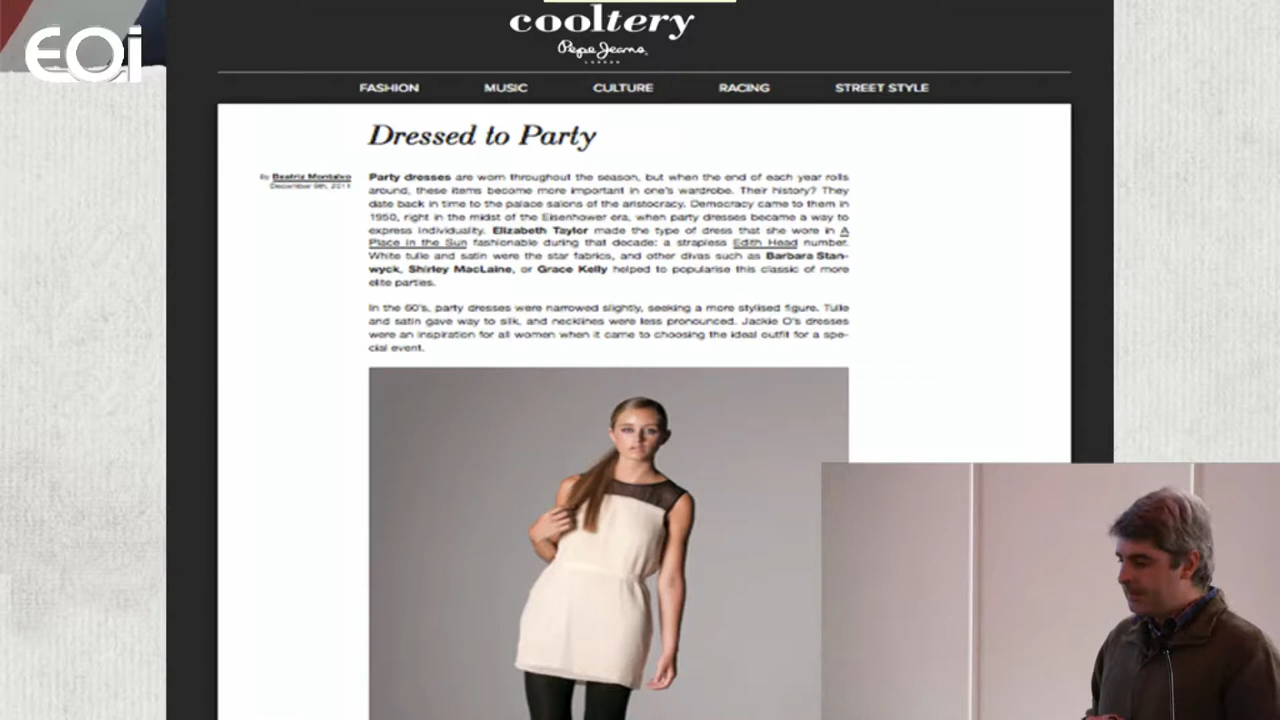 EOi
cooltery
Pepe Jeans
LONDON
FASHION MUSIC CULTURE RACING STREET STYLE
Dressed to Party
By Beatriz Montalvo
December 9th, 2011
Party dresses are worn throughout the season, but when the end of each year rolls
around, these items become more important in one's wardrobe. Their history? They
date back in time to the palace salons of the aristocracy. Democracy came to them in
1950, right in the midst of the Eisenhower era, when party dresses became a way to
express individuality. Elizabeth Taylor made the type of dress that she wore in A
Place in the Sun fashionable during that decade: a strapless Edith Head number.
White tulle and satin were the star fabrics, and other divas such as Barbara Stan-
wyck, Shirley MacLaine, or Grace Kelly helped to popularise this classic of more
elite parties.
In the 60's, party dresses were narrowed slightly, seeking a more stylised figure. Tulle
and satin gave way to silk, and necklines were less pronounced. Jackie O's dresses
were an inspiration for all women when it came to choosing the ideal outfit for a spe-
cial event.